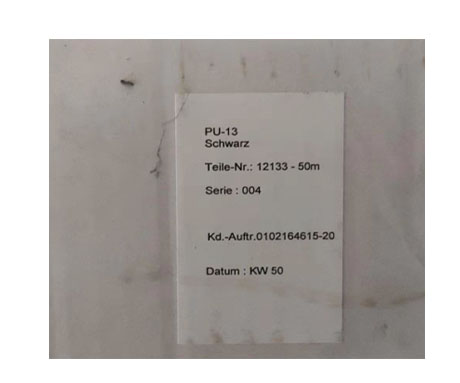 PU-13
Schwarz
Teile-Nr.: 12133 - 50m
Serie : 004
Kd.-Auftr.0102164615-20
Datum : KW 50